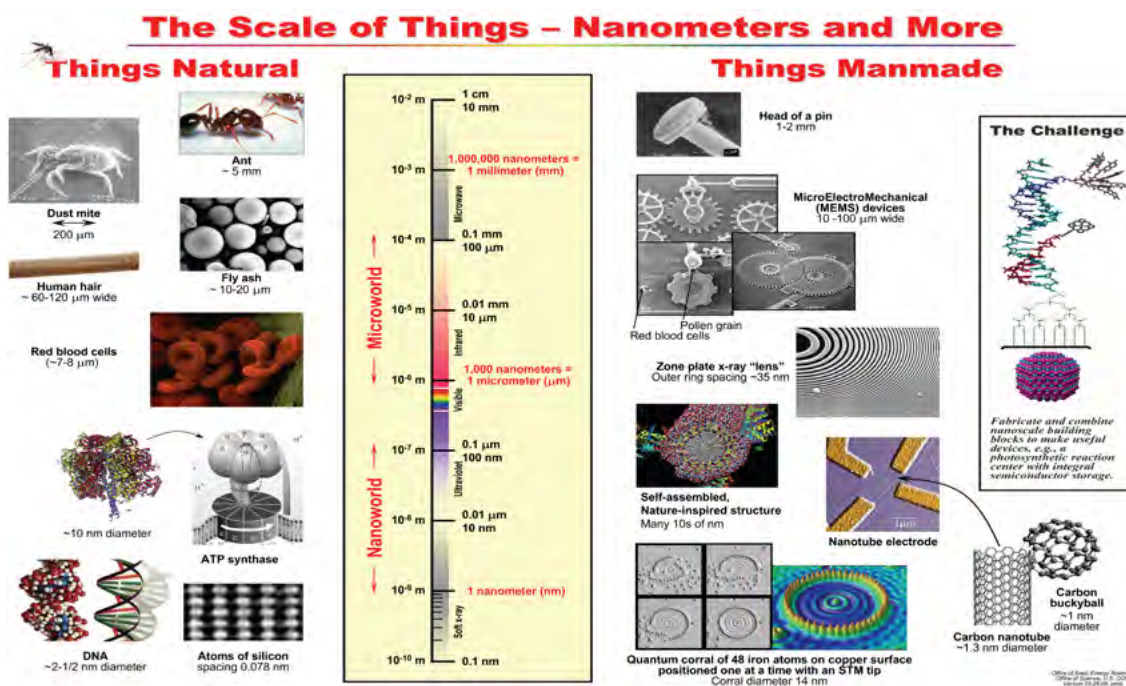 The Scale of Things – Nanometers and More
Things Natural
Things Manmade
Ant
~ 5 mm
Dust mite
200 μm
Human hair
~ 60-120 μm wide
Fly ash
~ 10-20 μm
Red blood cells
(~7-8 μm)
~10 nm diameter
ATP synthase
DNA
~2-1/2 nm diameter
Atoms of silicon
spacing 0.078 nm
Microworld
Nanoworld
10-2 m
1 cm
10 mm
1,000,000 nanometers =
10-3 m
1 millimeter (mm)
Microwave
10-4 m
0.1 mm
100 μm
10-5 m
0.01 mm
10 μm
Infrared
1,000 nanometers =
10-6 m
1 micrometer (μm)
Visible
10-7 m
0.1 μm
100 nm
Ultraviolet
10-8 m
0.01 μm
10 nm
10-9 m
1 nanometer (nm)
Soft x-ray
10-10 m
0.1 nm
Head of a pin
1-2 mm
MicroElectroMechanical
(MEMS) devices
10 -100 μm wide
Pollen grain
Red blood cells
Zone plate x-ray “lens”
Outer ring spacing ~35 nm
Self-assembled,
Nature-inspired structure
Many 10s of nm
1μm
Nanotube electrode
Quantum corral of 48 iron atoms on copper surface
positioned one at a time with an STM tip
Corral diameter 14 nm
Carbon nanotube
~1.3 nm diameter
Carbon
buckyball
~1 nm
diameter
The Challenge
Fabricate and combine
nanoscale building
blocks to make useful
devices, e.g., a
photosynthetic reaction
center with integral
semiconductor storage.